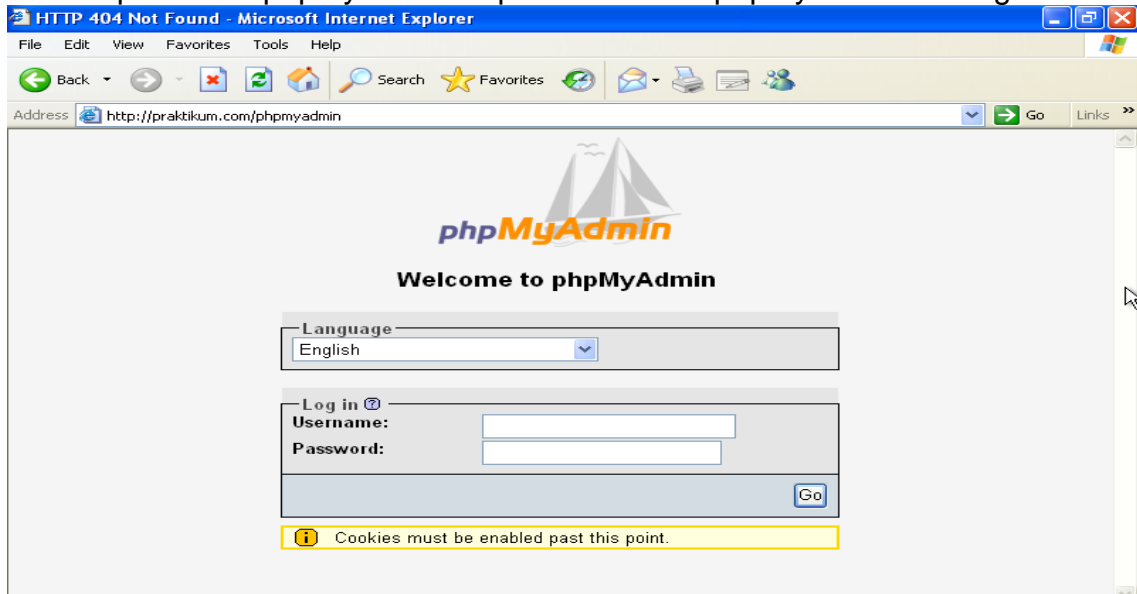 HTTP 404 Not Found - Microsoft Internet Explorer
File Edit View Favorites Tools Help
Back Search Favorites
Address http://praktikum.com/phpmyadmin Go Links »
phpMyAdmin
Welcome to phpMyAdmin
Language
English
Log in ?
Username:
Password:
Go
i Cookies must be enabled past this point.